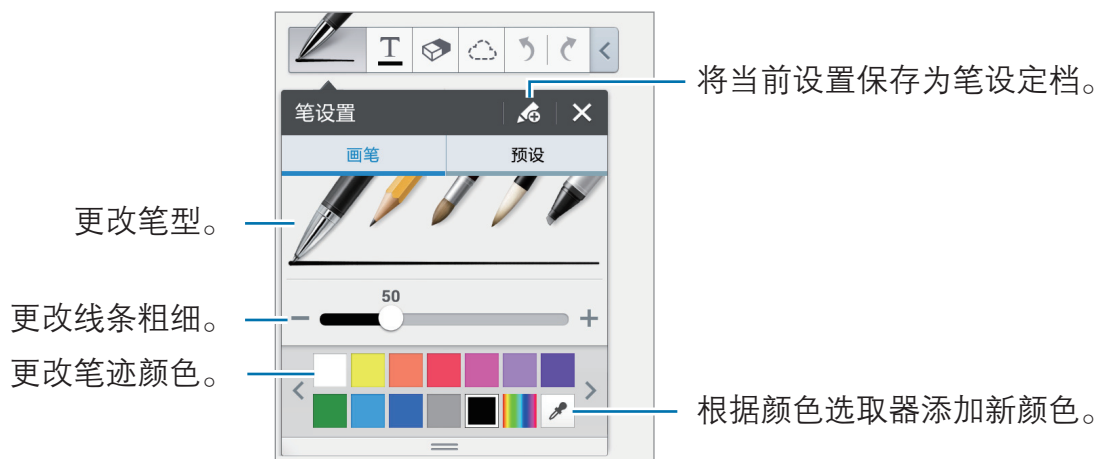 T
将当前设置保存为笔设定档。
笔设置
画笔 预设
更改笔型。
50
更改线条粗细。
更改笔迹颜色。
根据颜色选取器添加新颜色。